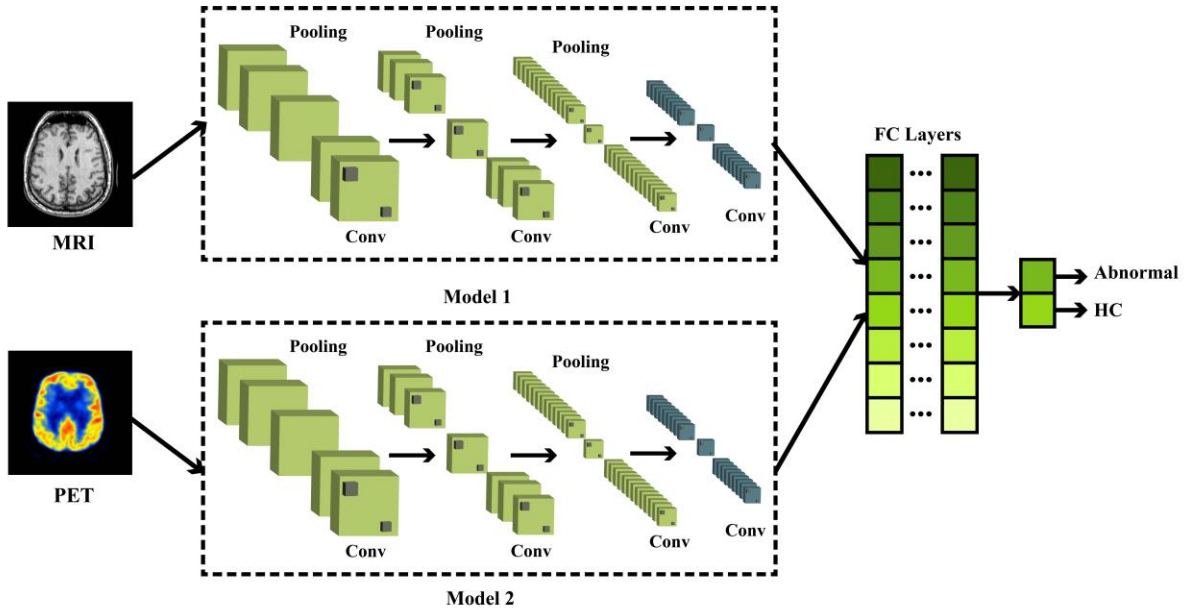 Pooling
Pooling
Pooling
MRI
Conv
Conv
Conv
Conv
Model 1
FC Layers
Abnormal
HC
Pooling
Pooling
Pooling
PET
Conv
Conv
Conv
Conv
Model 2